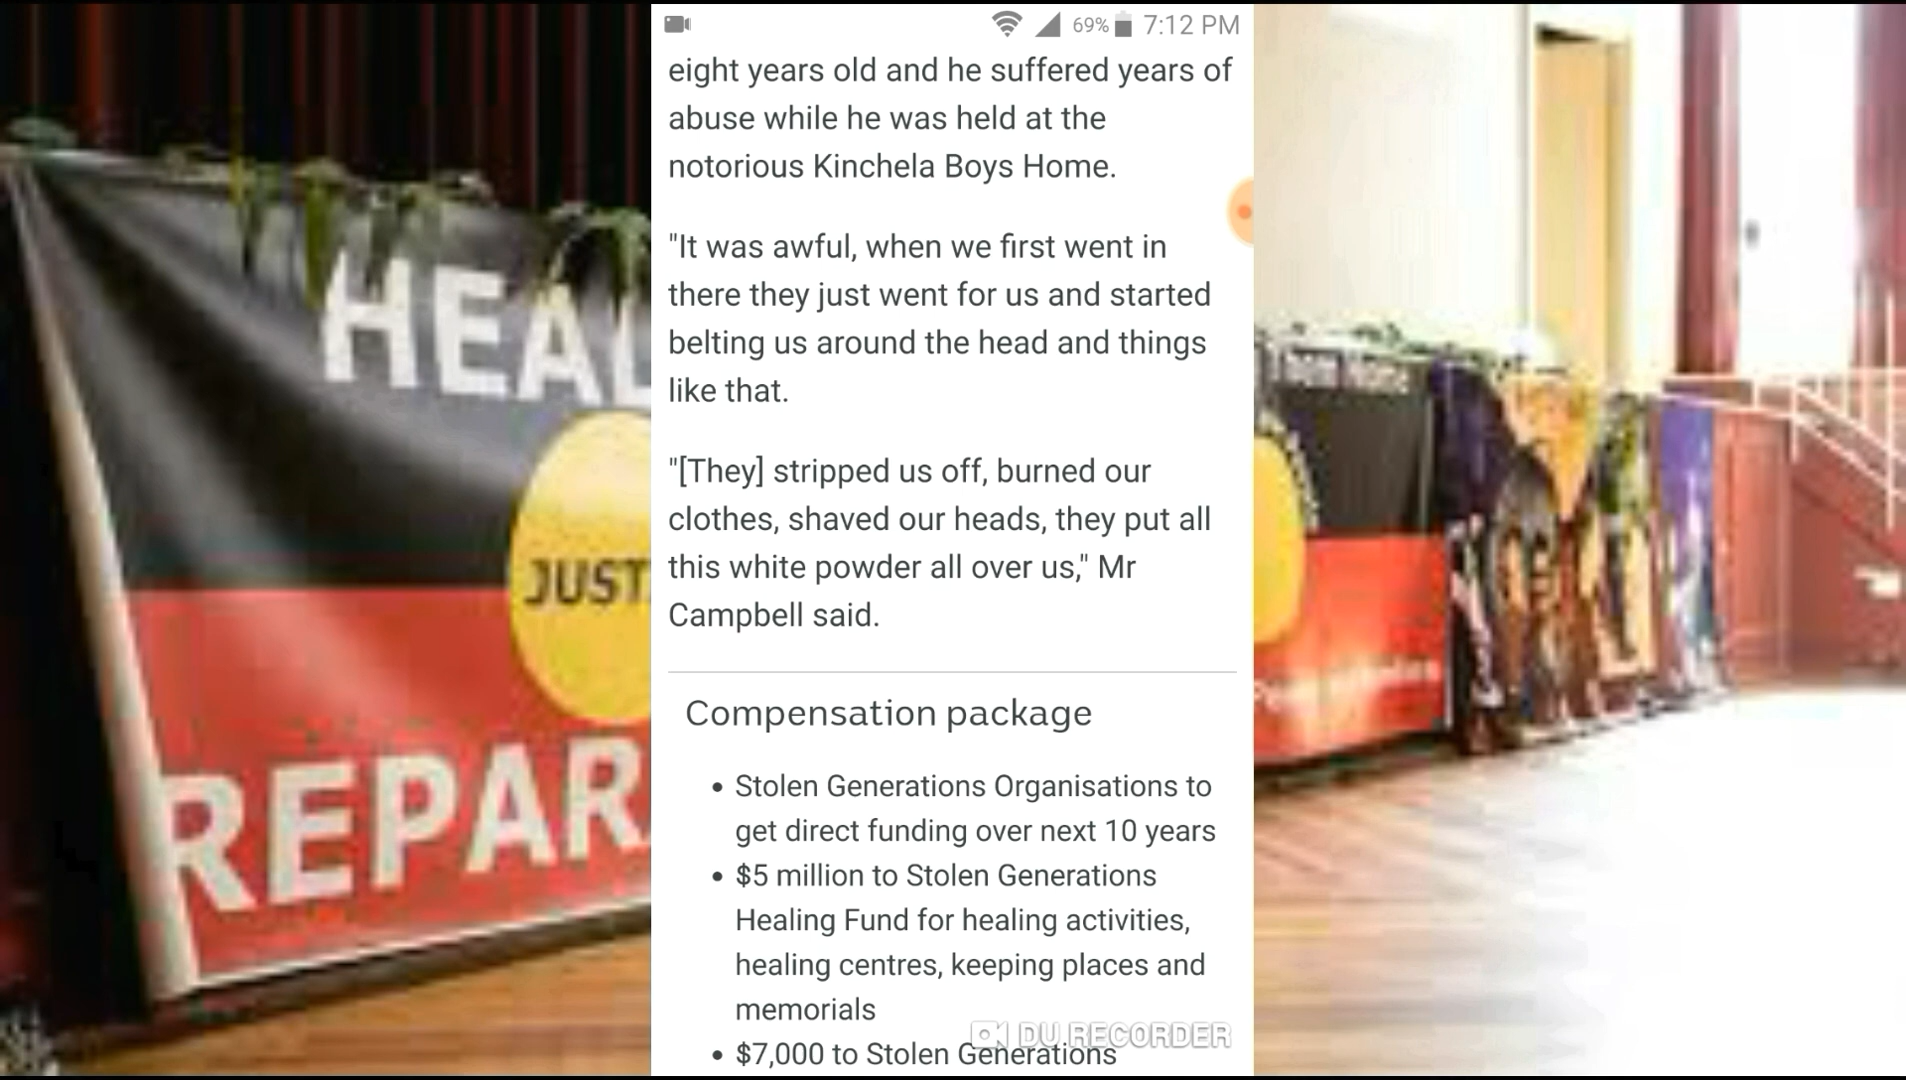 69% 7:12 PM
eight years old and he suffered years of
abuse while he was held at the
notorious Kinchela Boys Home.
"It was awful, when we first went in
there they just went for us and started
belting us around the head and things
like that.
"[They] stripped us off, burned our
clothes, shaved our heads, they put all
this white powder all over us," Mr
Campbell said.
Compensation package
• Stolen Generations Organisations to
get direct funding over next 10 years
• $5 million to Stolen Generations
Healing Fund for healing activities,
healing centres, keeping places and
memorials
• $7,000 to Stolen Generations
DU RECORDER
HEAL
JUST
REPAR